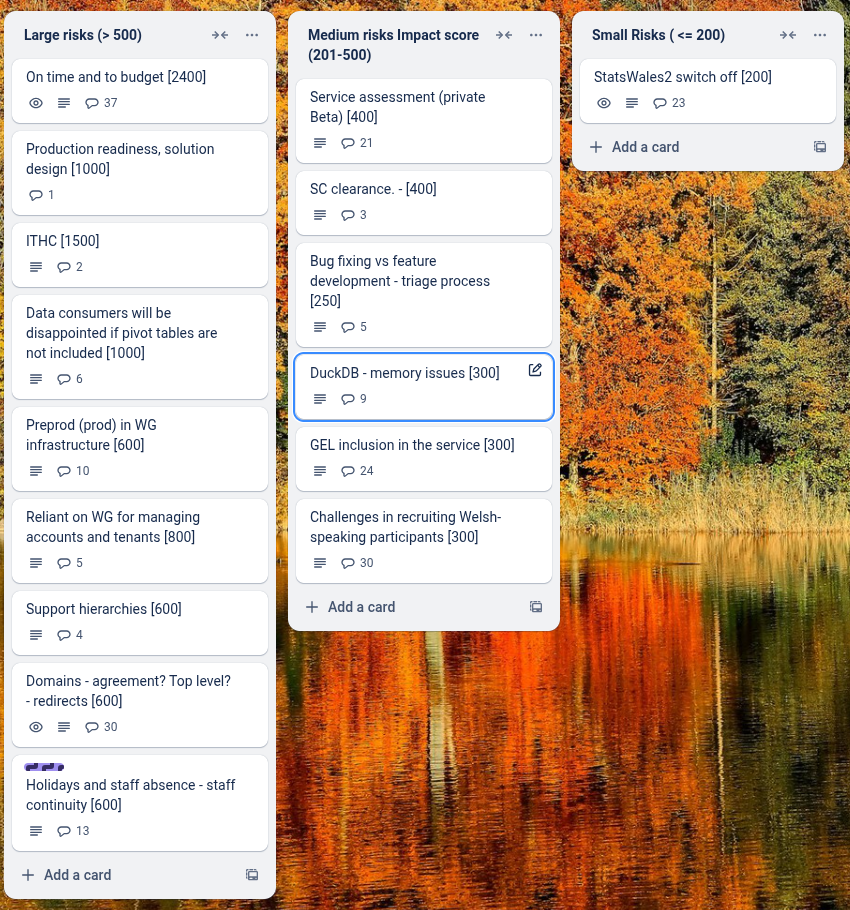 Large risks (> 500)
On time and to budget [2400]
37
Production readiness, solution
design [1000]
1
ITHC [1500]
2
Data consumers will be
disappointed if pivot tables are
not included [1000]
6
Preprod (prod) in WG
infrastructure [600]
10
Reliant on WG for managing
accounts and tenants [800]
5
Support hierarchies [600]
4
Domains - agreement? Top level?
- redirects [600]
30
Holidays and staff absence - staff
continuity [600]
13
Add a card
Medium risks Impact score
(201-500)
Service assessment (private
Beta) [400]
21
SC clearance. - [400]
3
Bug fixing vs feature
development - triage process
[250]
5
DuckDB - memory issues [300]
9
GEL inclusion in the service [300]
24
Challenges in recruiting Welsh-
speaking participants [300]
30
Add a card
Small Risks ( <= 200)
StatsWales2 switch off [200]
23
Add a card